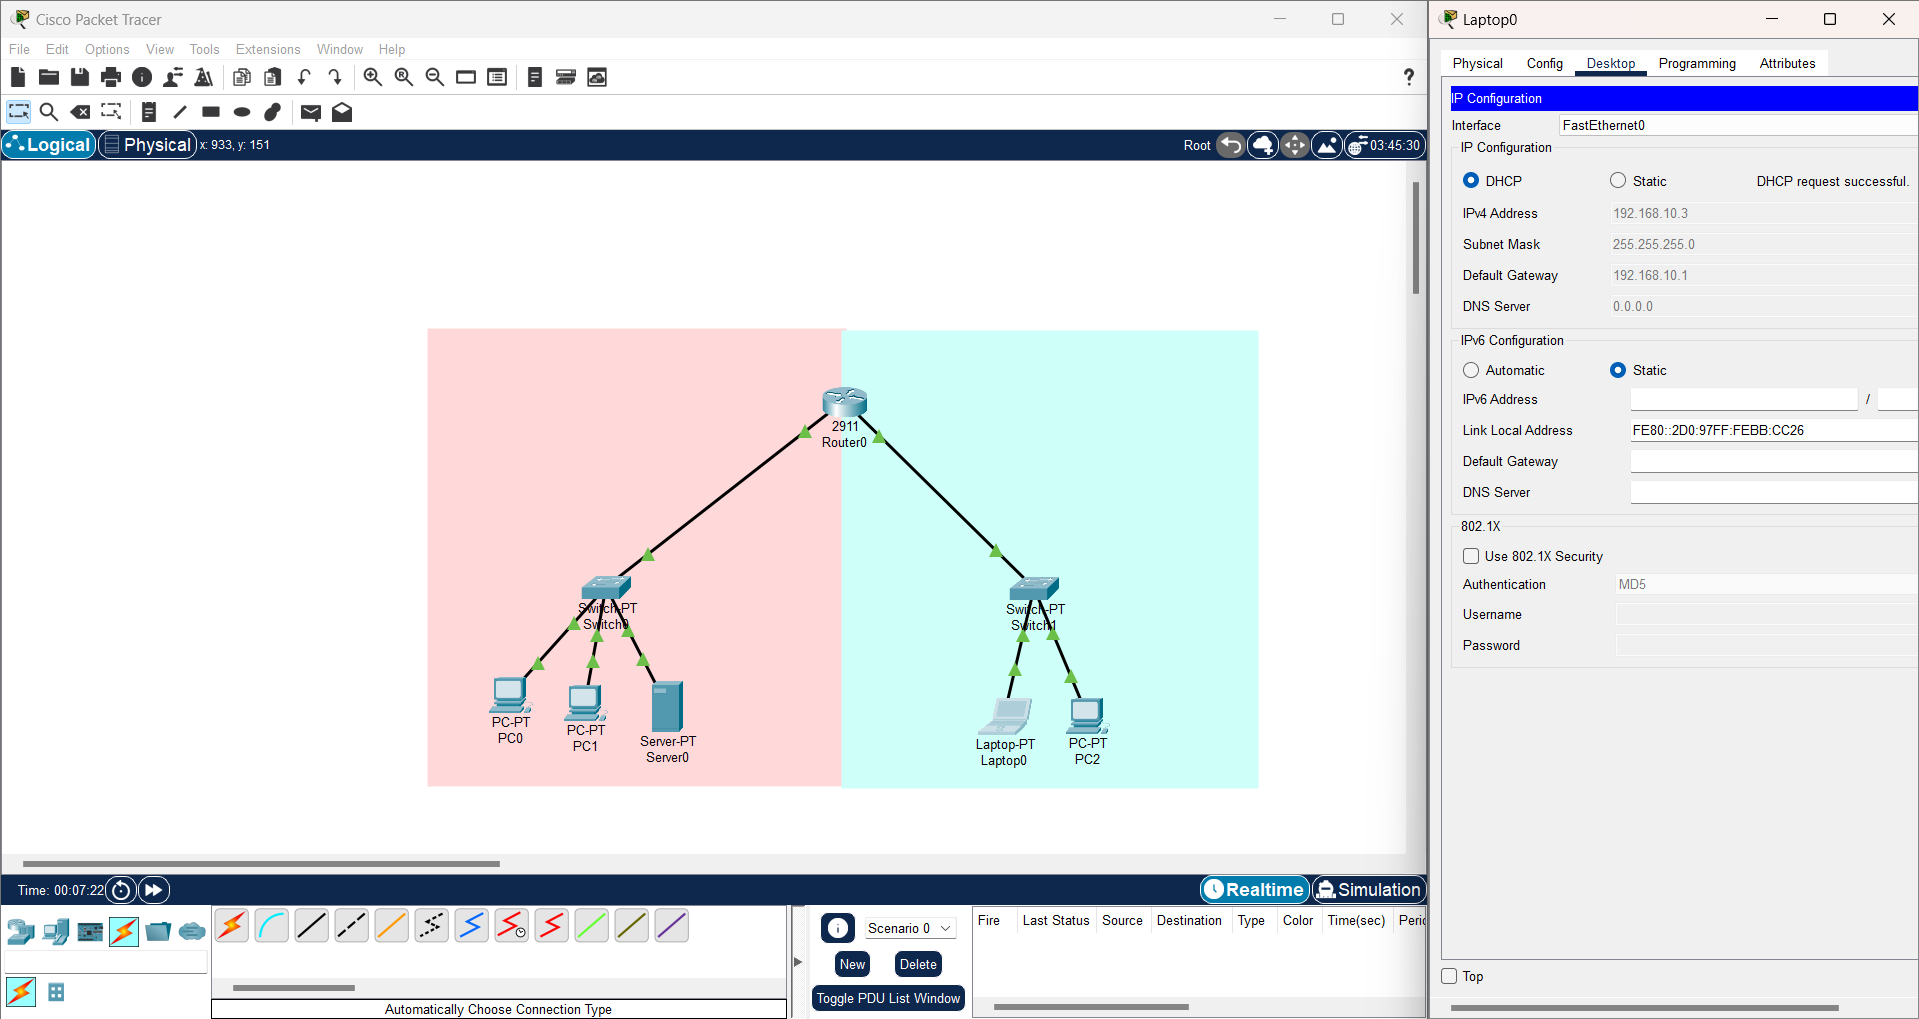 Cisco Packet Tracer
File Edit Options View Tools Extensions Window Help
Logical Physical x: 933, y: 151 Root 03:45:30
2911
Router0
Switch-PT
Switch0
Switch-PT
Switch1
PC-PT
PC0
PC-PT
PC1
Server-PT
Server0
Laptop-PT
Laptop0
PC-PT
PC2
Time: 00:07:22 Realtime Simulation
Scenario 0
New Delete
Toggle PDU List Window
Fire Last Status Source Destination Type Color Time(sec) Peric
Automatically Choose Connection Type
Laptop0
Physical Config Desktop Programming Attributes
IP Configuration
Interface FastEthernet0
IP Configuration
DHCP Static DHCP request successful.
IPv4 Address 192.168.10.3
Subnet Mask 255.255.255.0
Default Gateway 192.168.10.1
DNS Server 0.0.0.0
IPv6 Configuration
Automatic Static
IPv6 Address /
Link Local Address FE80::2D0:97FF:FEBB:CC26
Default Gateway
DNS Server
802.1X
Use 802.1X Security
Authentication MD5
Username
Password
Top